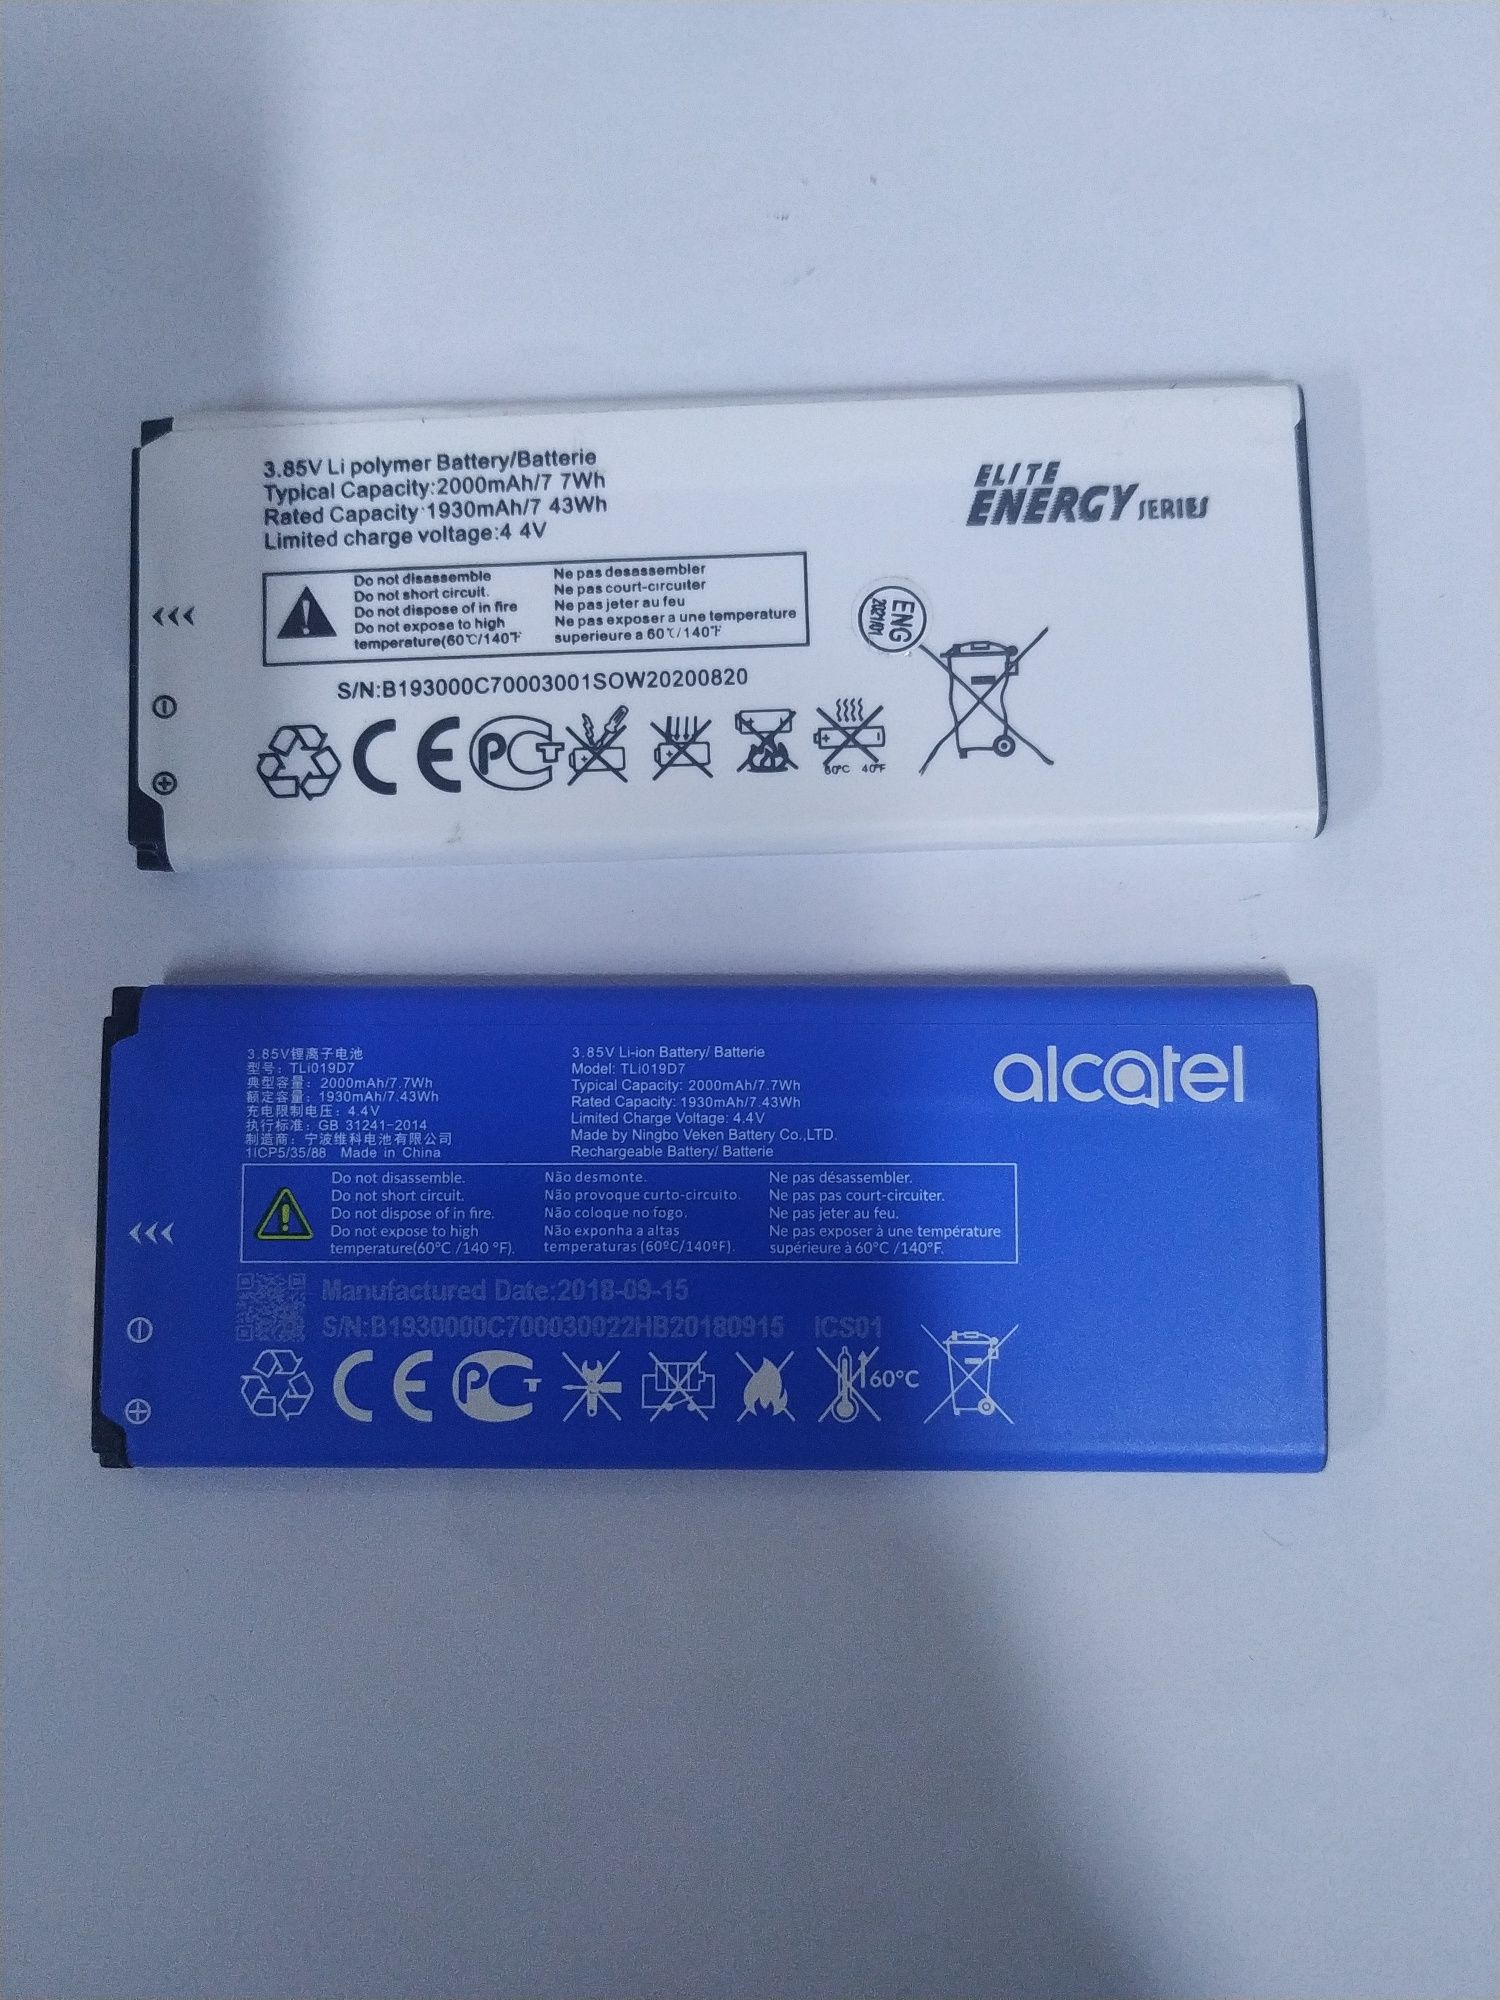 3.85V Li polymer Battery/Batterie
Typical Capacity:2000mAh/7 7Wh
Rated Capacity 1930mAh/7 43Wh
Limited charge voltage:4 4V
ELITE
ENERGY SERIES
Do not disassemble
Do not short circuit.
Do not dispose of in fire
Do not expose to high
temperature(60℃/140℉
Ne pas desassembler
Ne pas court-circuiter
Ne pas jeter au feu
Ne pas exposer a une temperature
superieure a 60℃/140℉
ENG
2021/01
S/N:B193000C70003001SOW20200820
CE PCT
60°C 40°F
3.85V锂离子电池
型号: TLi019D7
典型容量: 2000mAh/7.7Wh
额定容量: 1930mAh/7.43Wh
充电限制电压: 4.4V
执行标准: GB 31241-2014
制造商: 宁波维科电池有限公司
1ICP5/35/88 Made in China
3.85V Li-ion Battery/ Batterie
Model: TLi019D7
Typical Capacity: 2000mAh/7.7Wh
Rated Capacity: 1930mAh/7.43Wh
Limited Charge Voltage: 4.4V
Made by Ningbo Veken Battery Co.,LTD.
Rechargeable Battery/ Batterie
alcatel
Do not disassemble.
Do not short circuit.
Do not dispose of in fire.
Do not expose to high
temperature(60°C /140 °F).
Não desmonte.
Não provoque curto-circuito.
Não coloque no fogo.
Não exponha a altas
temperaturas (60ºC/140ºF).
Ne pas désassembler.
Ne pas pas court-circuiter.
Ne pas jeter au feu.
Ne pas exposer à une température
supérieure à 60°C /140°F.
Manufactured Date:2018-09-15
S/N:B1930000C700030022HB20180915 ICS01
CE PCT 60°C